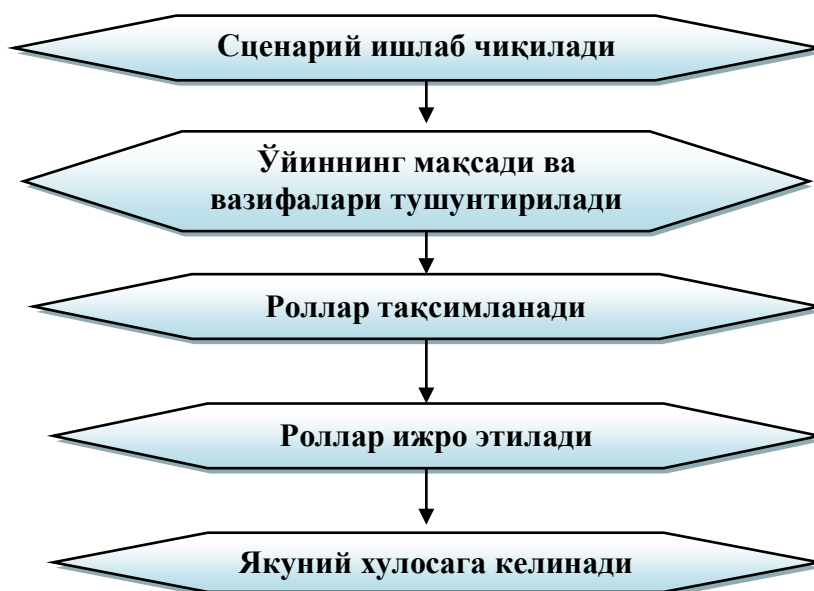 Сценарий ишлаб чиқилади
Ўйиннинг мақсади ва
вазифалари тушунтирилади
Роллар тақсимланади
Роллар ижро этилади
Якуний хулосага келинади